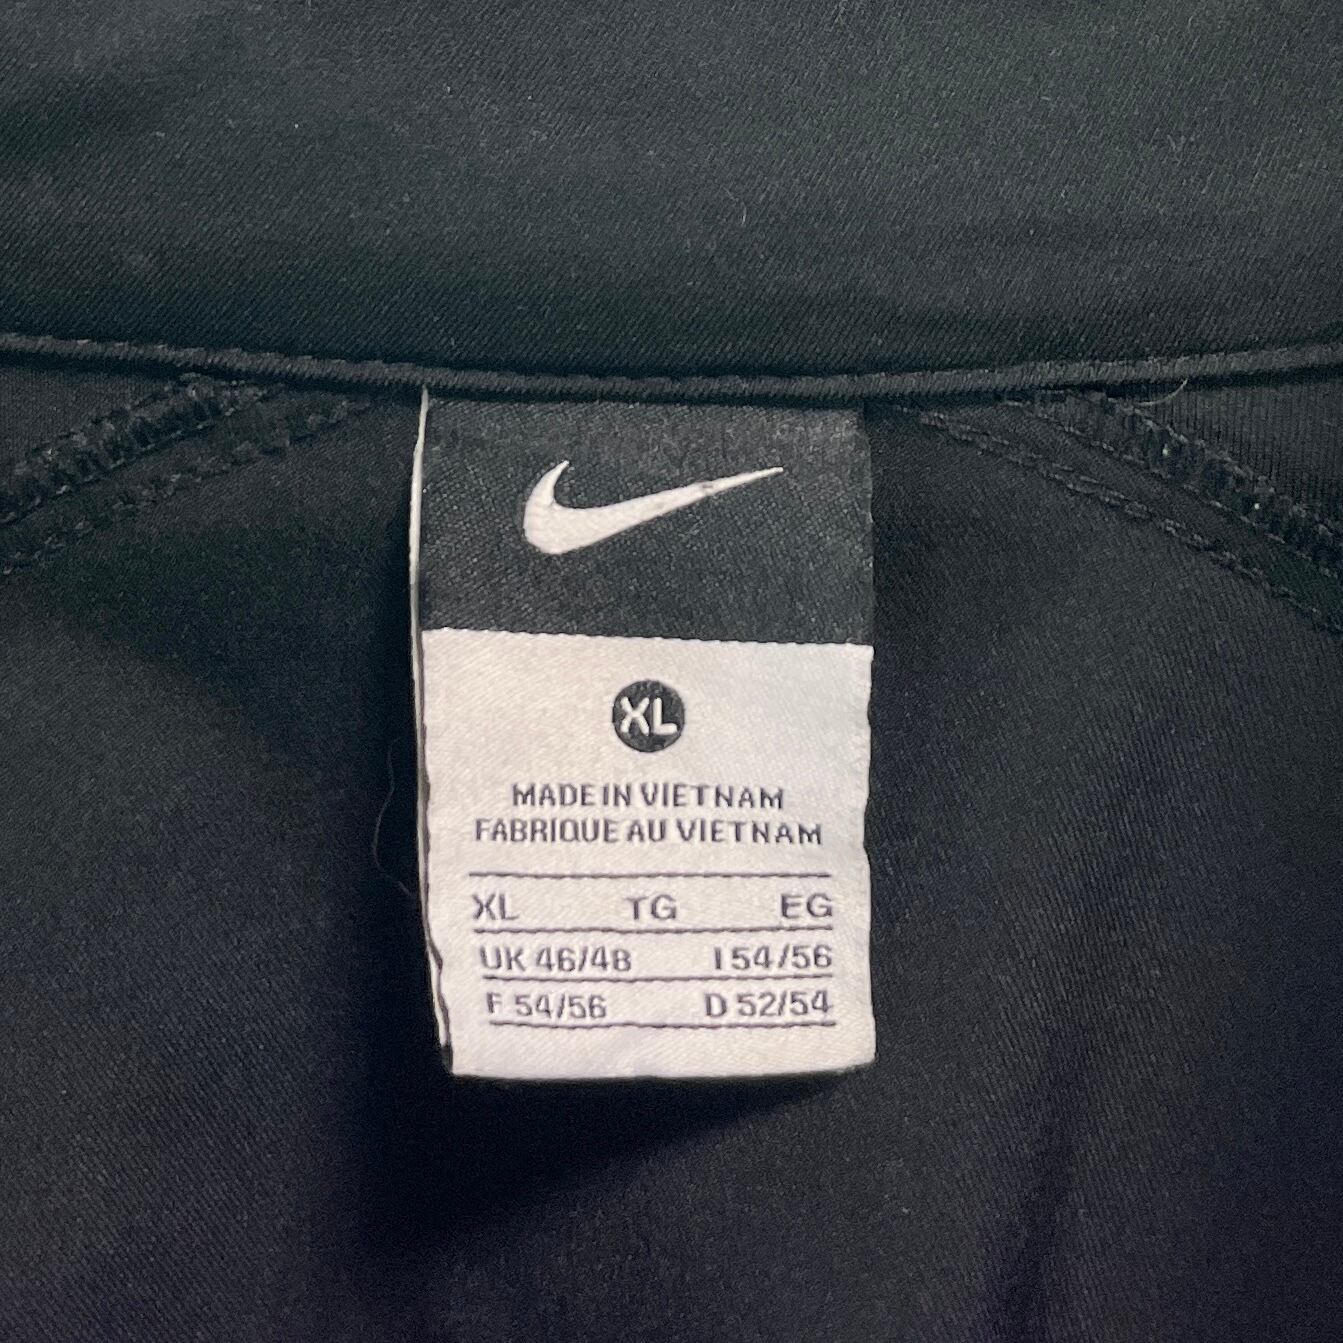 XL
MADE IN VIETNAM
FABRIQUE AU VIETNAM
XL TG EG
UK 46/48 I 54/56
F 54/56 D 52/54